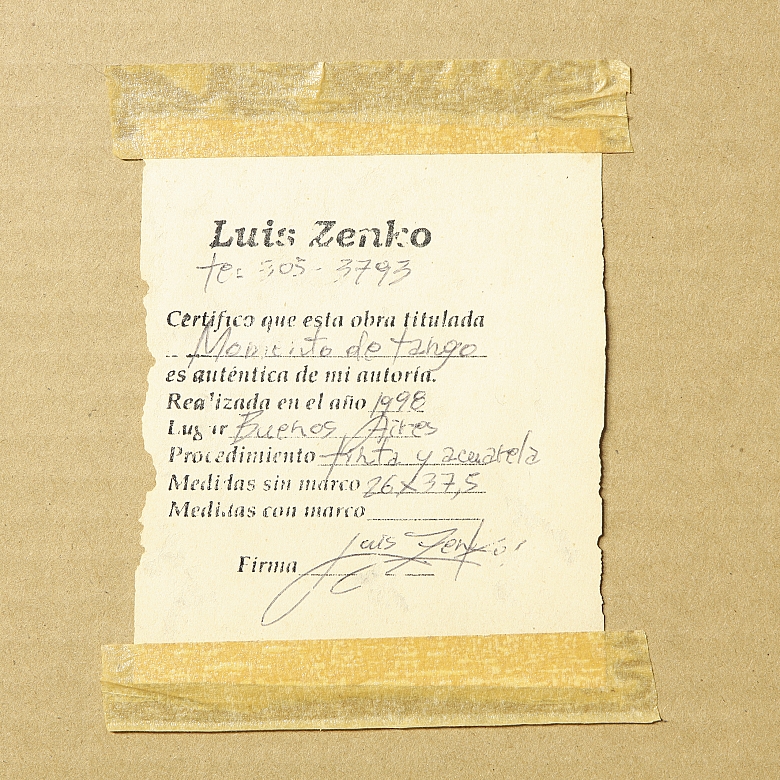 Luis Zenko
te: 305-3793
Certifico que esta obra titulada
Momento de tango
es auténtica de mi autoría.
Realizada en el año 1998
Lugar Buenos Aires
Procedimiento tinta y acuarela
Medidas sin marco 26x37,5
Medidas con marco
Luis Zenko
Firma